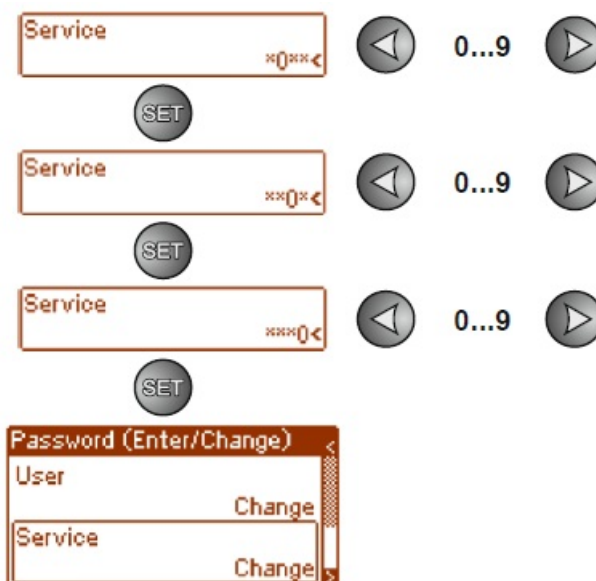 Service
*0**<
0...9
SET
Service
**0*<
0...9
SET
Service
***0<
0...9
SET
Password (Enter/Change)
<
User
Change
Service
Change
>